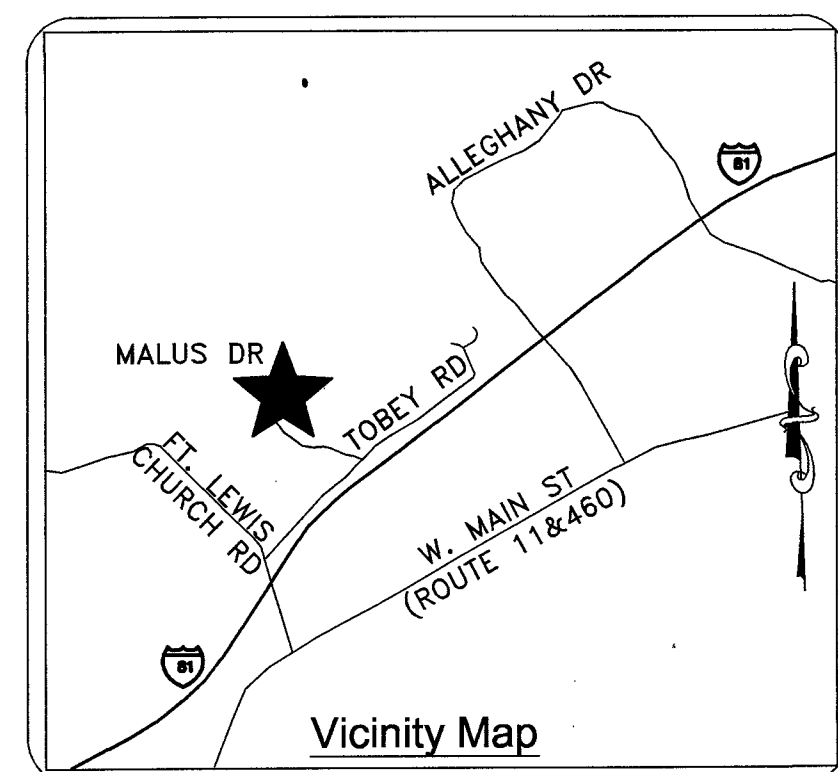 ALLEGHANY DR
81
MALUS DR
TOBEY RD
FT. LEWIS
CHURCH RD
W. MAIN ST
(ROUTE 11&460)
81
Vicinity Map